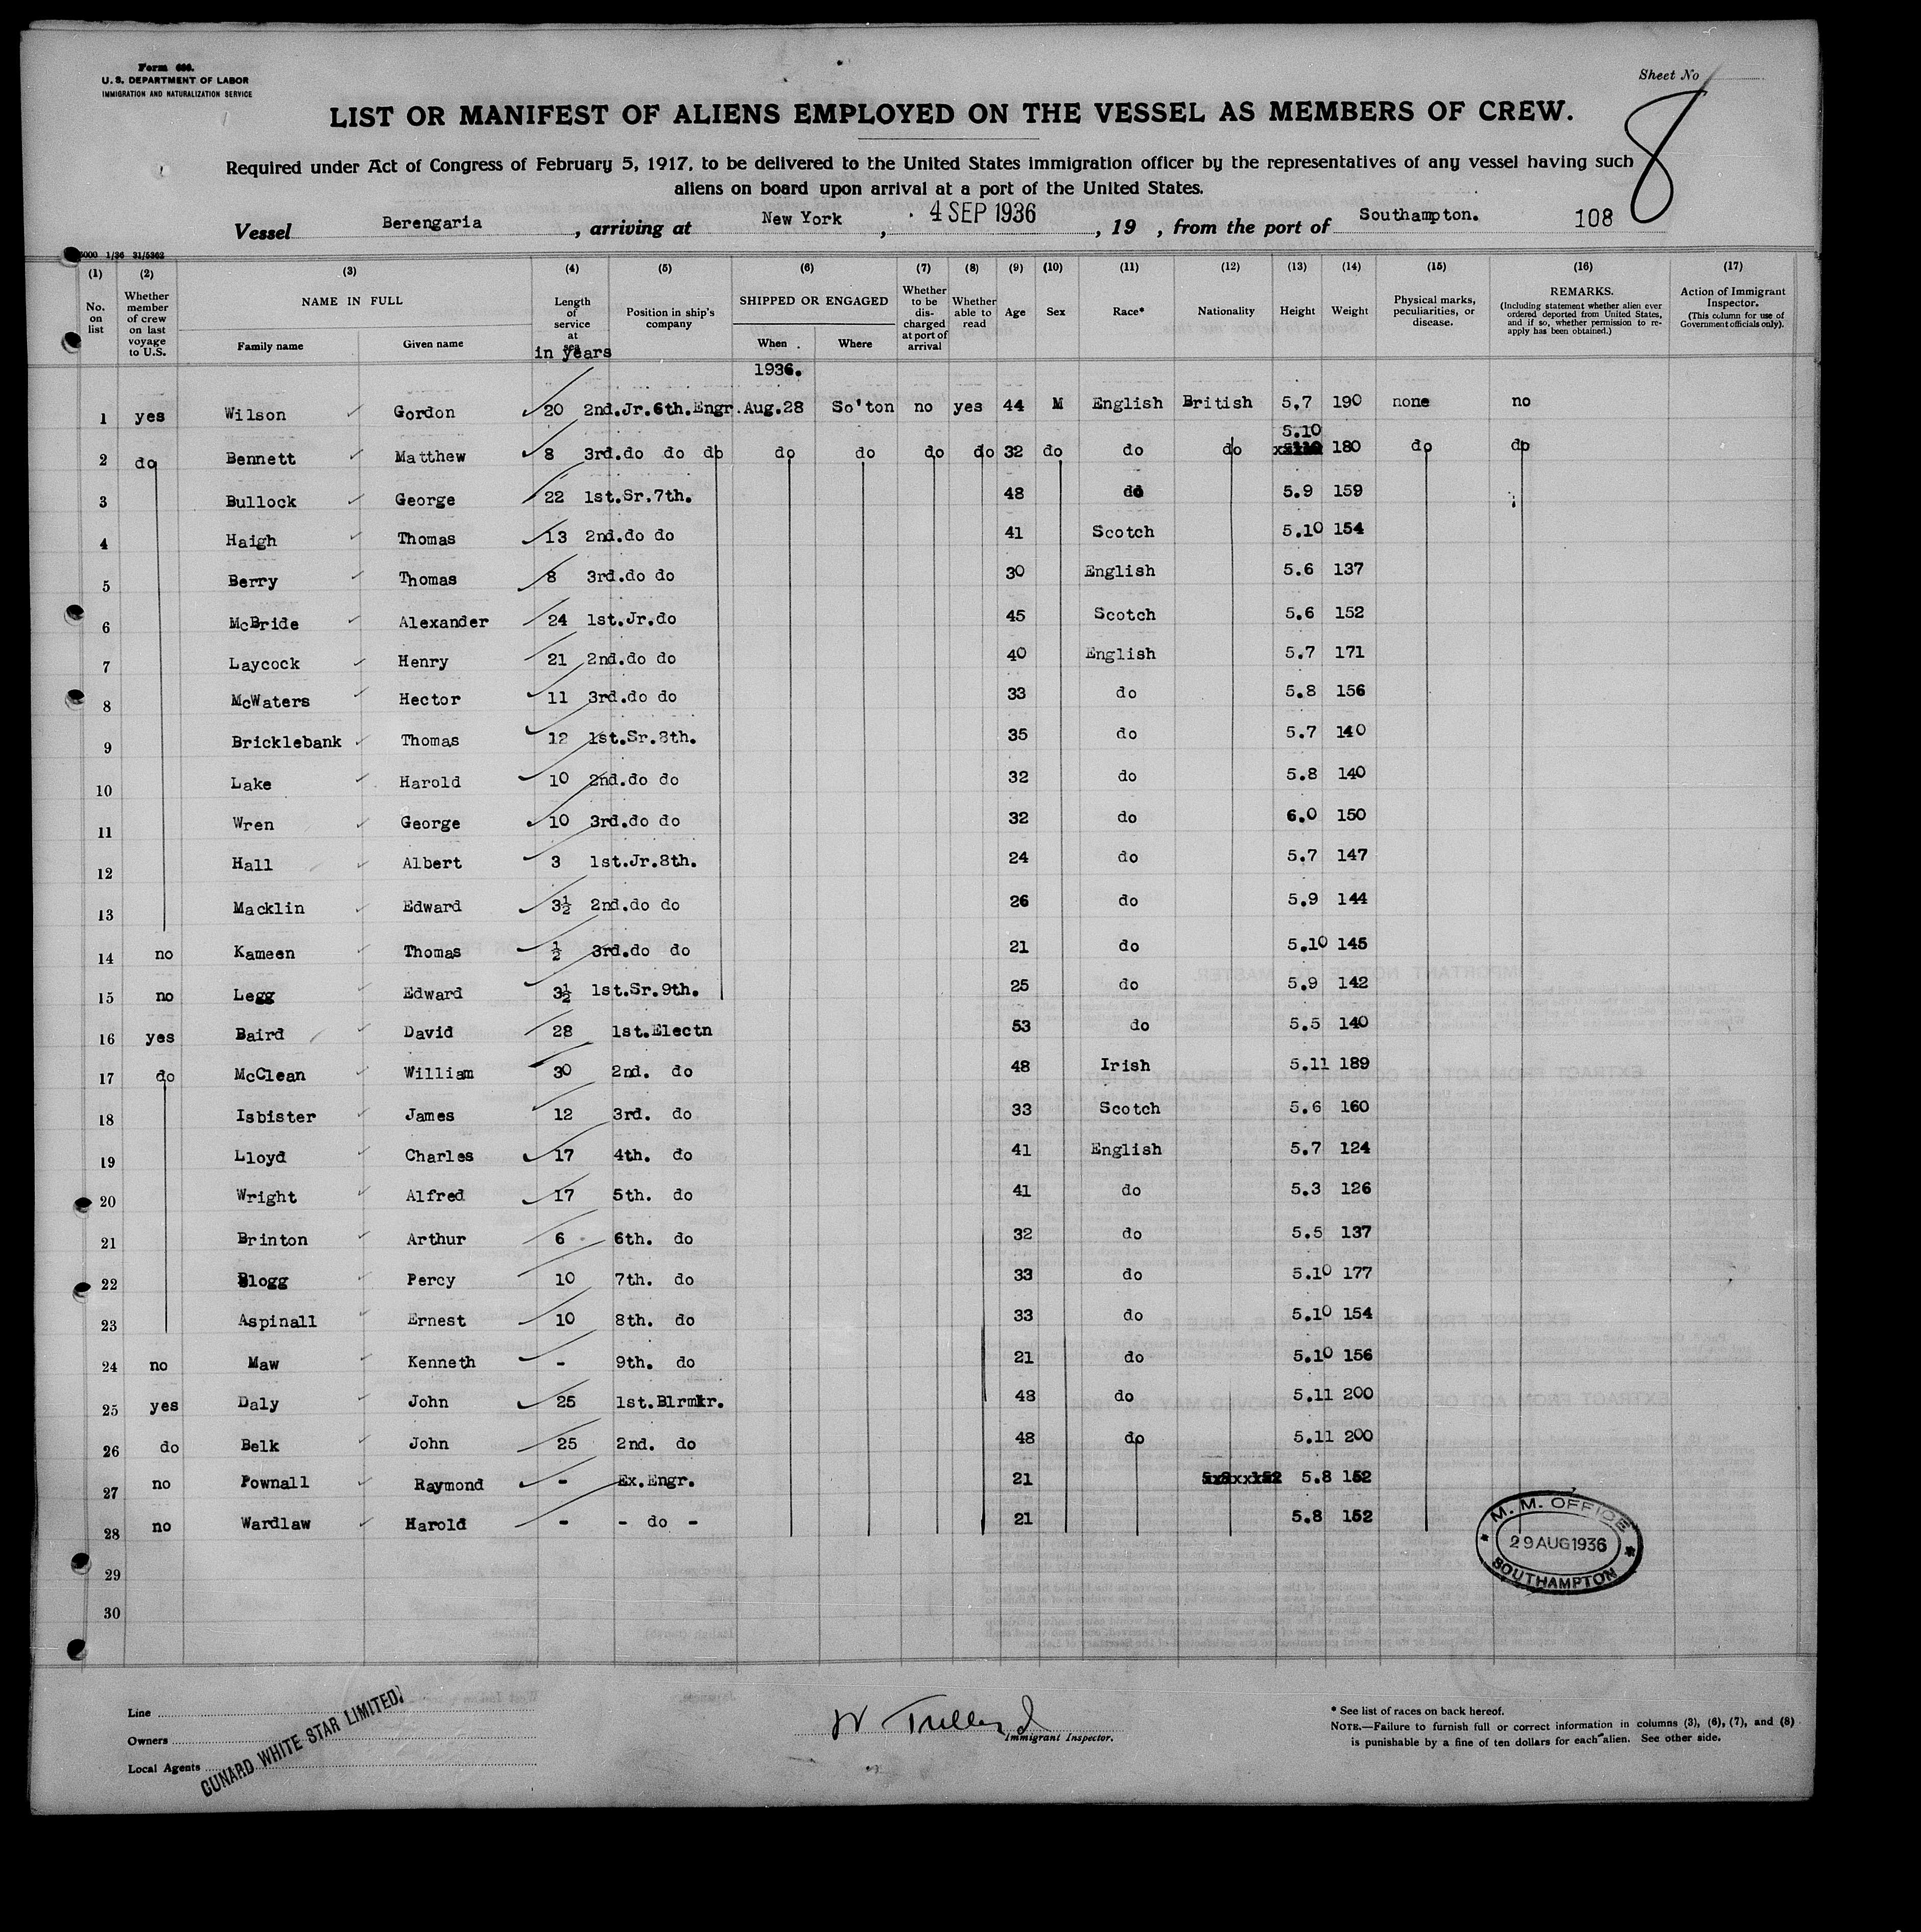 Form 680.
U. S. DEPARTMENT OF LABOR
IMMIGRATION AND NATURALIZATION SERVICE
Sheet No
8
LIST OR MANIFEST OF ALIENS EMPLOYED ON THE VESSEL AS MEMBERS OF CREW.
Required under Act of Congress of February 5, 1917, to be delivered to the United States immigration officer by the representatives of any vessel having such
aliens on board upon arrival at a port of the United States.
Vessel Berengaria, arriving at New York, 4 SEP 1936, 19 , from the port of Southampton. 108
1/36 31/5362
(1) (2) (3) (4) (5) (6) (7) (8) (9) (10) (11) (12) (13) (14) (15) (16) (17)
No. on list
Whether member of crew on last voyage to U.S.
NAME IN FULL
Family name Given name
Length of service at sea
in years
Position in ship's company
SHIPPED OR ENGAGED
When . Where
Whether to be discharged at port of arrival
Whether able to read
Age
Sex
Race*
Nationality
Height
Weight
Physical marks, peculiarities, or disease.
REMARKS.
(Including statement whether alien ever ordered deported from United States, and if so, whether permission to re-apply has been obtained.)
Action of Immigrant Inspector.
(This column for use of Government officials only).
1936.
1 yes Wilson Gordon 20 2nd.Jr.6th.Engr. Aug.28 So'ton no yes 44 M English British 5.7 190 none no
5.10
2 do Bennett Matthew 8 3rd.do do do do do do do 32 do do do 180 do do
3 Bullock George 22 1st.Sr.7th. 48 do 5.9 159
4 Haigh Thomas 13 2nd.do do 41 Scotch 5.10 154
5 Berry Thomas 8 3rd.do do 30 English 5.6 137
6 McBride Alexander 24 1st.Jr.do 45 Scotch 5.6 152
7 Laycock Henry 21 2nd.do do 40 English 5.7 171
8 McWaters Hector 11 3rd.do do 33 do 5.8 156
9 Bricklebank Thomas 12 1st.Sr.8th. 35 do 5.7 140
10 Lake Harold 10 2nd.do do 32 do 5.8 140
11 Wren George 10 3rd.do do 32 do 6.0 150
12 Hall Albert 3 1st.Jr.8th. 24 do 5.7 147
13 Macklin Edward 3½ 2nd.do do 26 do 5.9 144
14 no Kameen Thomas ½ 3rd.do do 21 do 5.10 145
15 no Legg Edward 3½ 1st.Sr.9th. 25 do 5.9 142
16 yes Baird David 28 1st.Electn 53 do 5.5 140
17 do McClean William 30 2nd. do 48 Irish 5.11 189
18 Isbister James 12 3rd. do 33 Scotch 5.6 160
19 Lloyd Charles 17 4th. do 41 English 5.7 124
20 Wright Alfred 17 5th. do 41 do 5.3 126
21 Brinton Arthur 6 6th. do 32 do 5.5 137
22 Blogg Percy 10 7th. do 33 do 5.10 177
23 Aspinall Ernest 10 8th. do 33 do 5.10 154
24 no Maw Kenneth - 9th. do 21 do 5.10 156
25 yes Daly John 25 1st.Blrmkr. 48 do 5.11 200
26 do Belk John 25 2nd. do 48 do 5.11 200
27 no Pownall Raymond - Ex.Engr. 21 5.8 152
28 no Wardlaw Harold - - do - 21 5.8 152
29
30
M. M. OFFICE
29 AUG 1936
SOUTHAMPTON
Line
Owners
Local Agents
CUNARD WHITE STAR LIMITED.
Immigrant Inspector.
* See list of races on back hereof.
NOTE.—Failure to furnish full or correct information in columns (3), (6), (7), and (8)
is punishable by a fine of ten dollars for each alien. See other side.